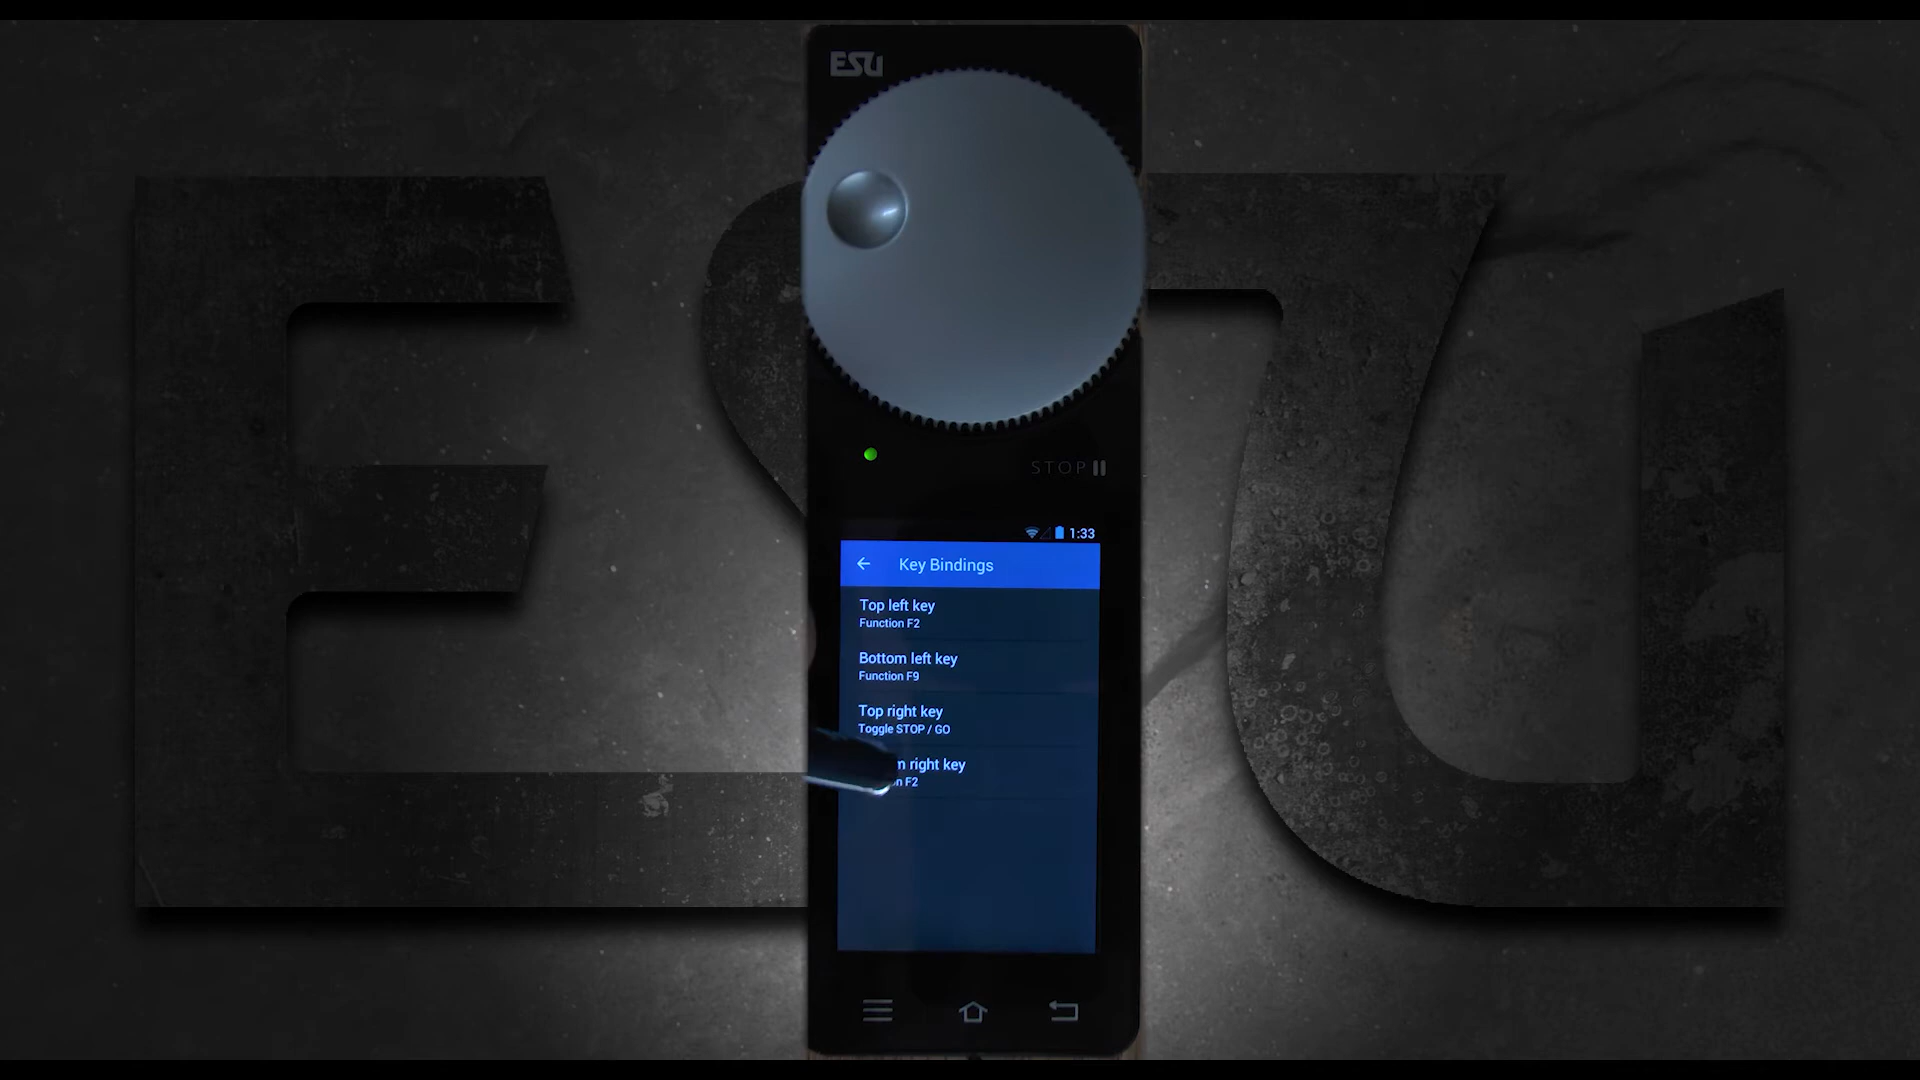 ESU
ESU
STOP
1:33
Key Bindings
Top left key
Function F2
Bottom left key
Function F9
Top right key
Toggle STOP / GO
right key
F2